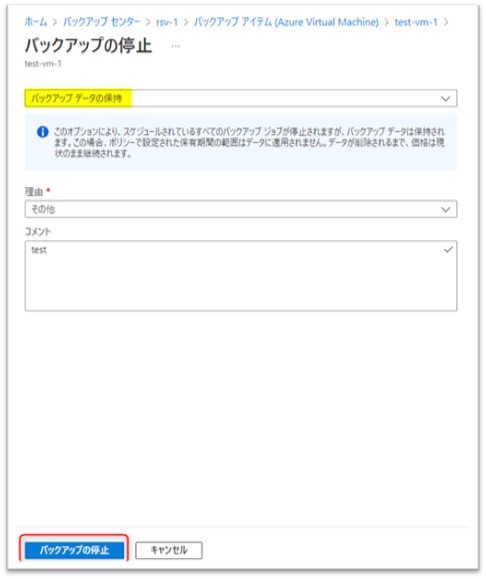 ホーム > バックアップ センター > rsv-1 > バックアップ アイテム (Azure Virtual Machine) > test-vm-1 >
バックアップの停止 …
test-vm-1
バックアップ データの保持
このオプションにより、スケジュールされているすべてのバックアップ ジョブが停止されますが、バックアップ データは保持され
ます。この場合、ポリシーで設定された保有期間の範囲はデータに適用されません。データが削除されるまで、価格は現
状のまま継続されます。
理由 *
その他
コメント
test
バックアップの停止
キャンセル